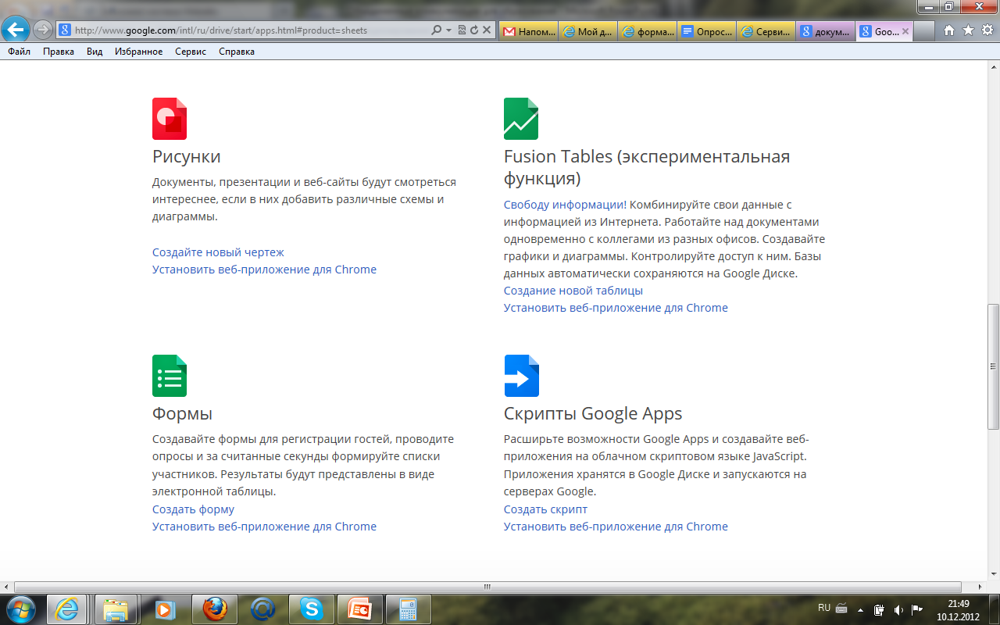 http://www.google.com/intl/ru/drive/start/apps.html#product=sheets
Напом...
Мой д...
форма...
Опрос...
Серви...
докум...
Goo...
Файл Правка Вид Избранное Сервис Справка
Рисунки
Документы, презентации и веб-сайты будут смотреться
интереснее, если в них добавить различные схемы и
диаграммы.
Создайте новый чертеж
Установить веб-приложение для Chrome
Fusion Tables (экспериментальная
функция)
Свободу информации! Комбинируйте свои данные с
информацией из Интернета. Работайте над документами
одновременно с коллегами из разных офисов. Создавайте
графики и диаграммы. Контролируйте доступ к ним. Базы
данных автоматически сохраняются на Google Диске.
Создание новой таблицы
Установить веб-приложение для Chrome
Формы
Создавайте формы для регистрации гостей, проводите
опросы и за считанные секунды формируйте списки
участников. Результаты будут представлены в виде
электронной таблицы.
Создать форму
Установить веб-приложение для Chrome
Скрипты Google Apps
Расширьте возможности Google Apps и создавайте веб-
приложения на облачном скриптовом языке JavaScript.
Приложения хранятся в Google Диске и запускаются на
серверах Google.
Создать скрипт
Установить веб-приложение для Chrome
RU
21:49
10.12.2012